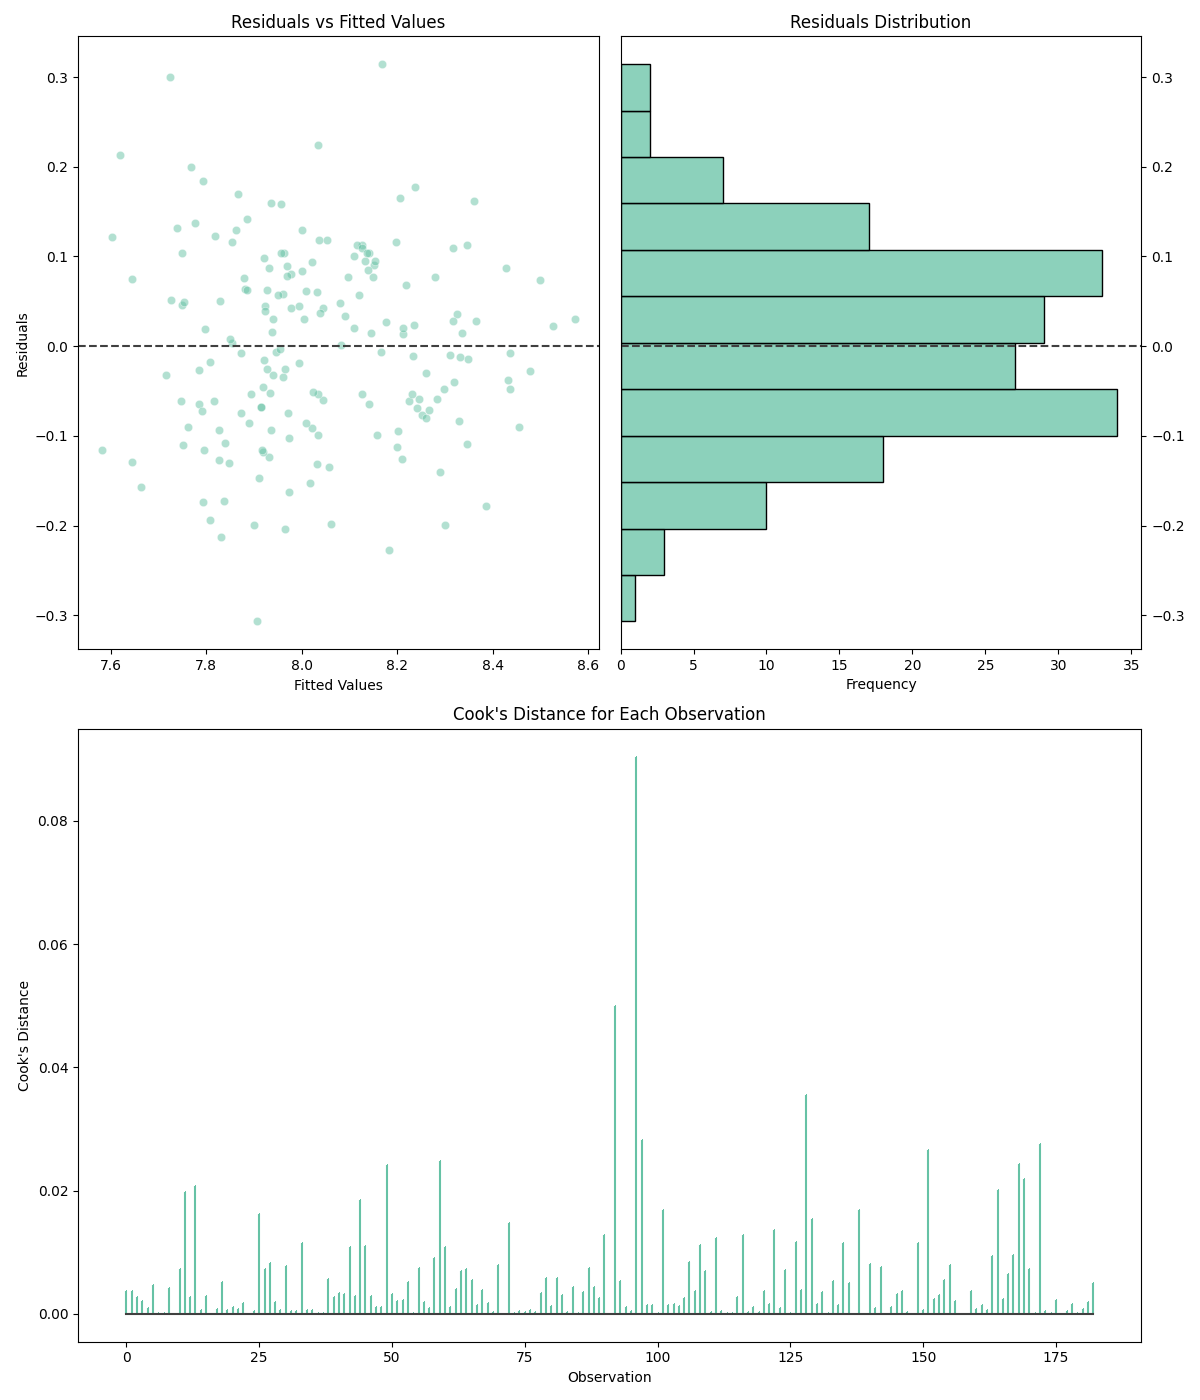 Residuals vs Fitted Values
Residuals Distribution
0.3
0.2
0.1
0.0
−0.1
−0.2
−0.3
Residuals
7.6 7.8 8.0 8.2 8.4 8.6
Fitted Values
0.3
0.2
0.1
0.0
−0.1
−0.2
−0.3
0 5 10 15 20 25 30 35
Frequency
Cook's Distance for Each Observation
0.08
0.06
0.04
0.02
0.00
Cook's Distance
0 25 50 75 100 125 150 175
Observation